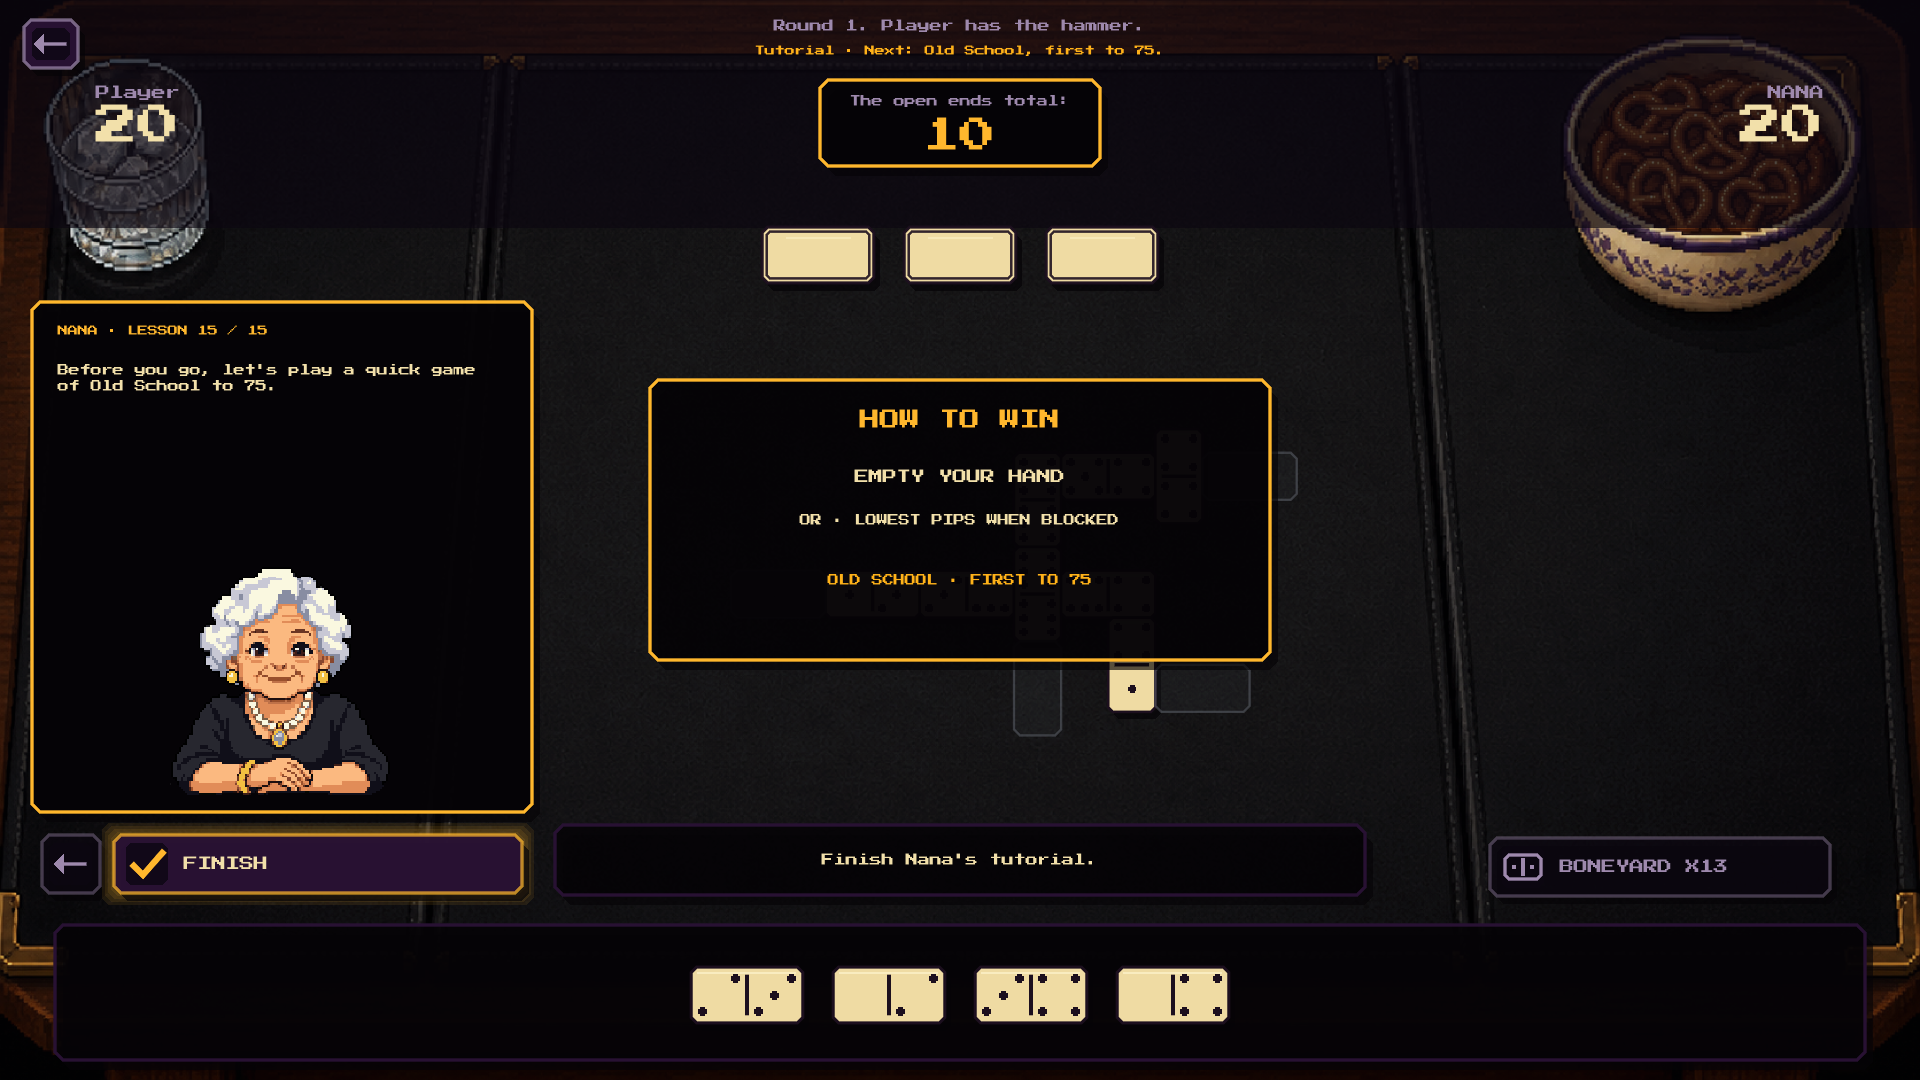 Round 1. Player has the hammer.
Tutorial · Next: Old School, first to 75.
Player
20
The open ends total:
10
NANA
20
NANA · LESSON 15 / 15
Before you go, let's play a quick game
of Old School to 75.
HOW TO WIN
EMPTY YOUR HAND
OR · LOWEST PIPS WHEN BLOCKED
OLD SCHOOL · FIRST TO 75
FINISH
Finish Nana's tutorial.
BONEYARD X13